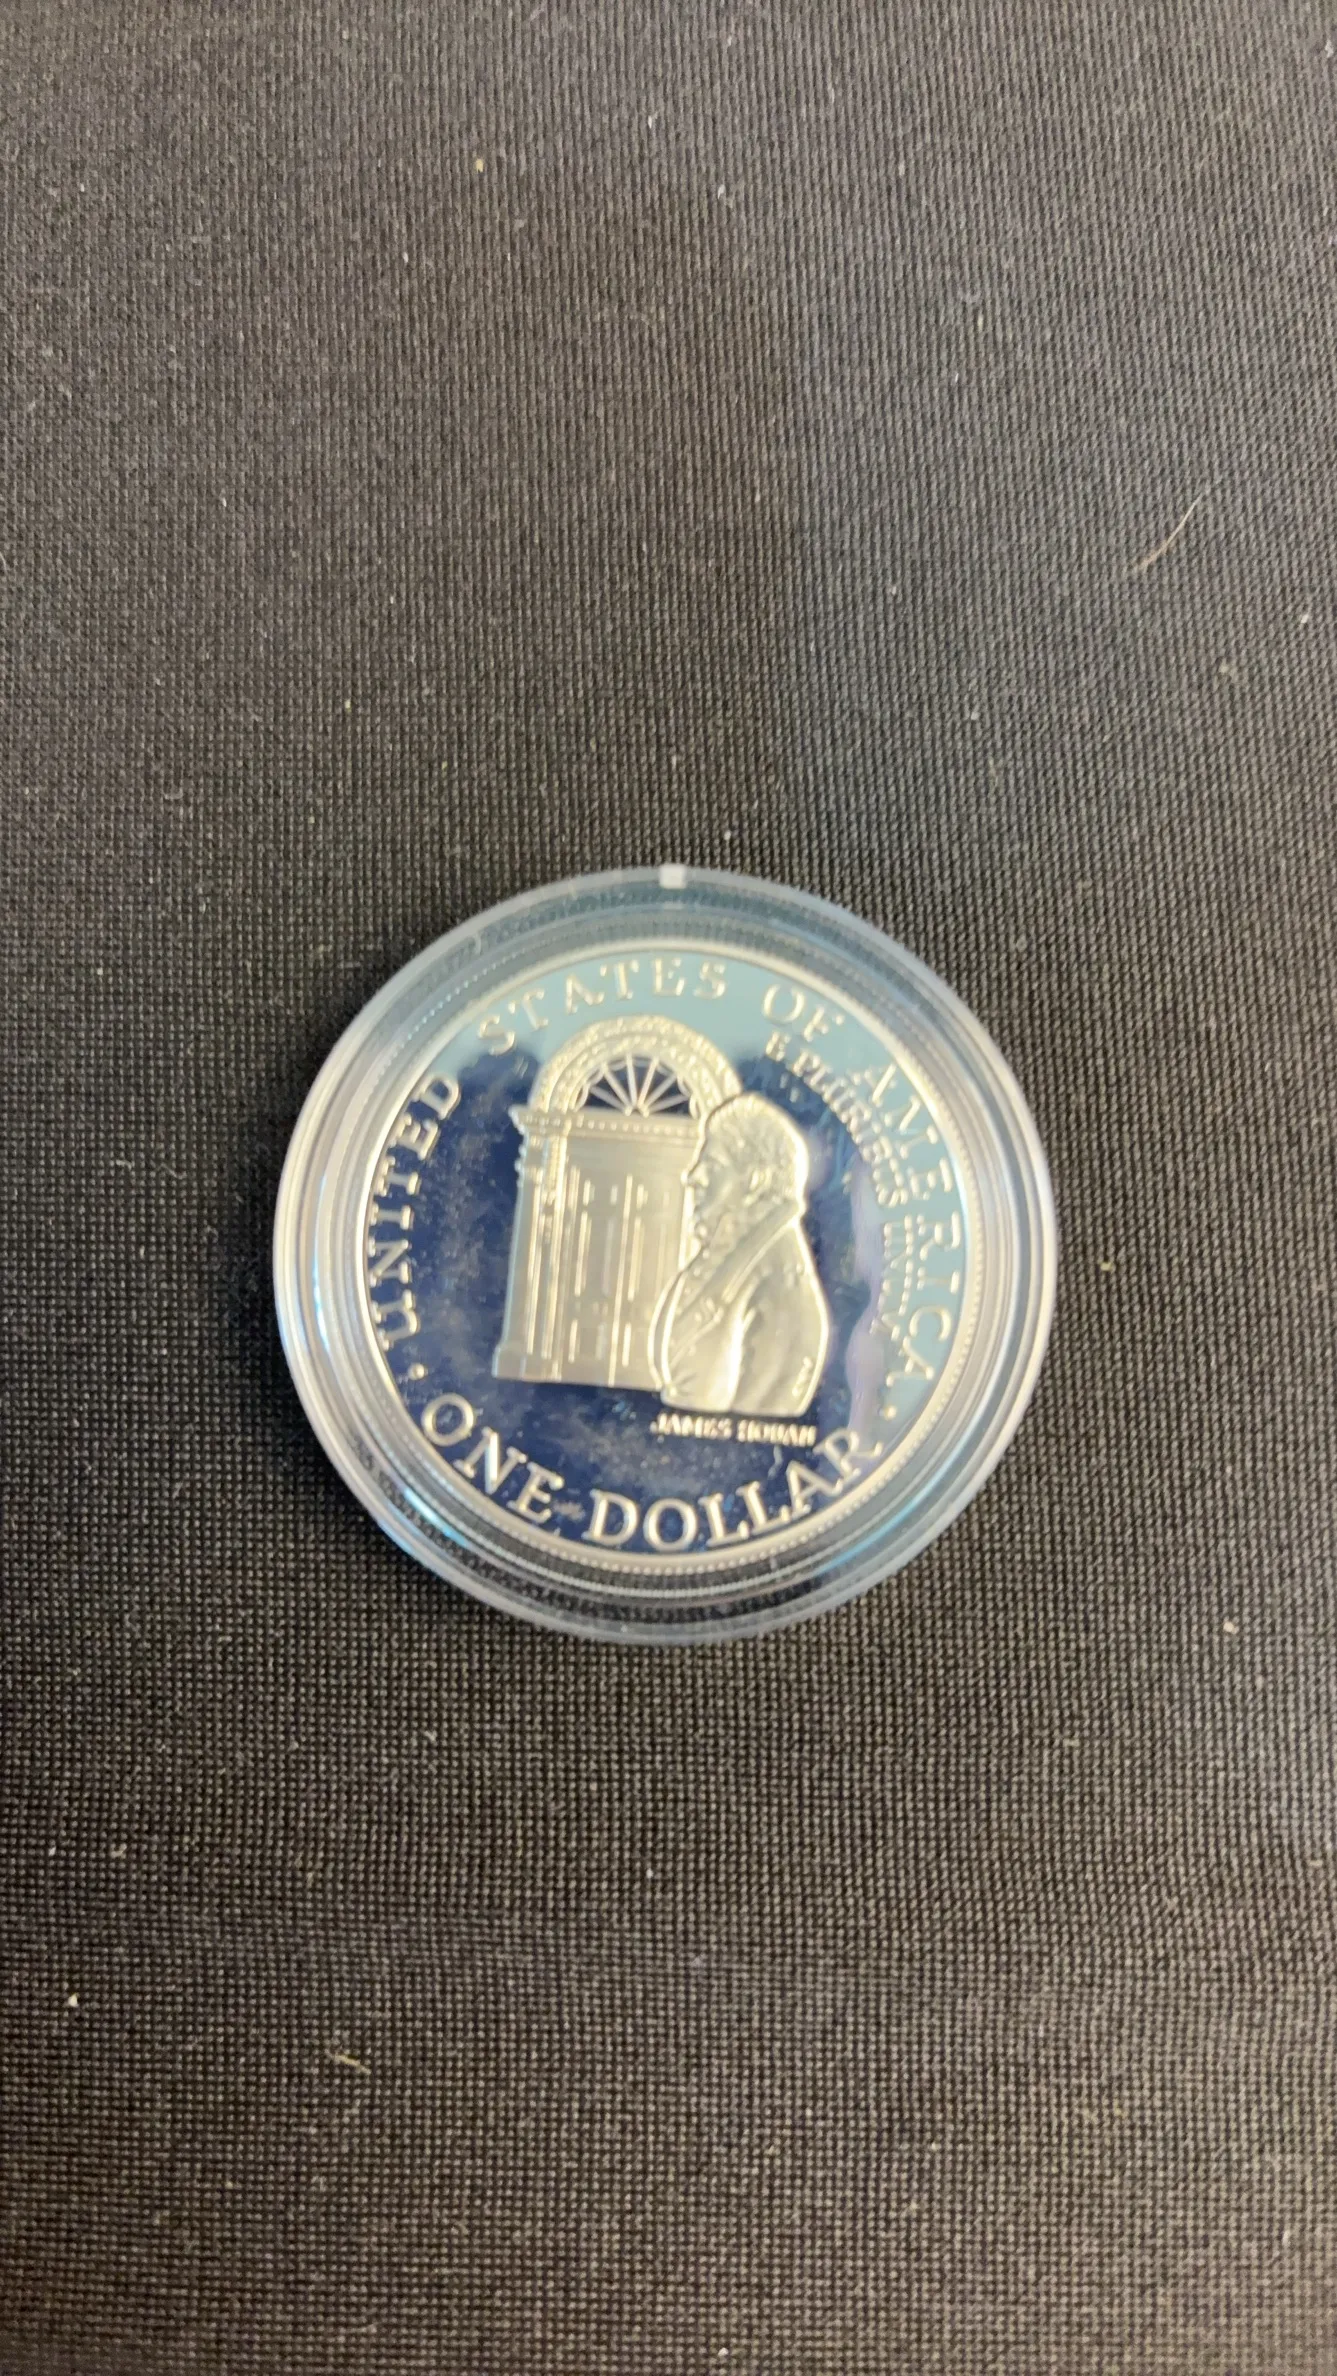 UNITED STATES OF AMERICA
E PLURIBUS UNUM
JAMES HOBAN
ONE DOLLAR